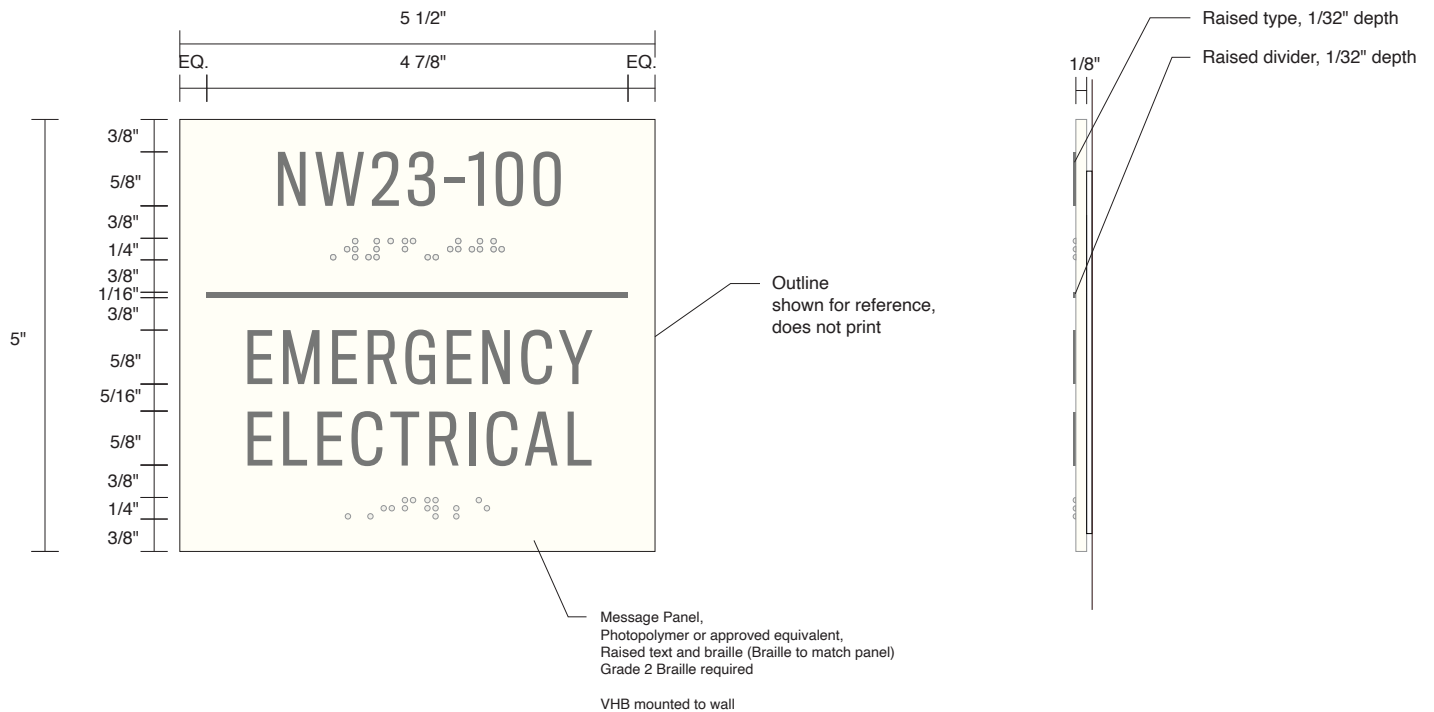 5 1/2"
EQ.
4 7/8"
EQ.
3/8"
5/8"
3/8"
1/4"
3/8"
1/16"
3/8"
5/8"
5/16"
5/8"
3/8"
1/4"
3/8"
5"
NW23-100
EMERGENCY
ELECTRICAL
Outline
shown for reference,
does not print
Message Panel,
Photopolymer or approved equivalent,
Raised text and braille (Braille to match panel)
Grade 2 Braille required
VHB mounted to wall
1/8"
Raised type, 1/32" depth
Raised divider, 1/32" depth